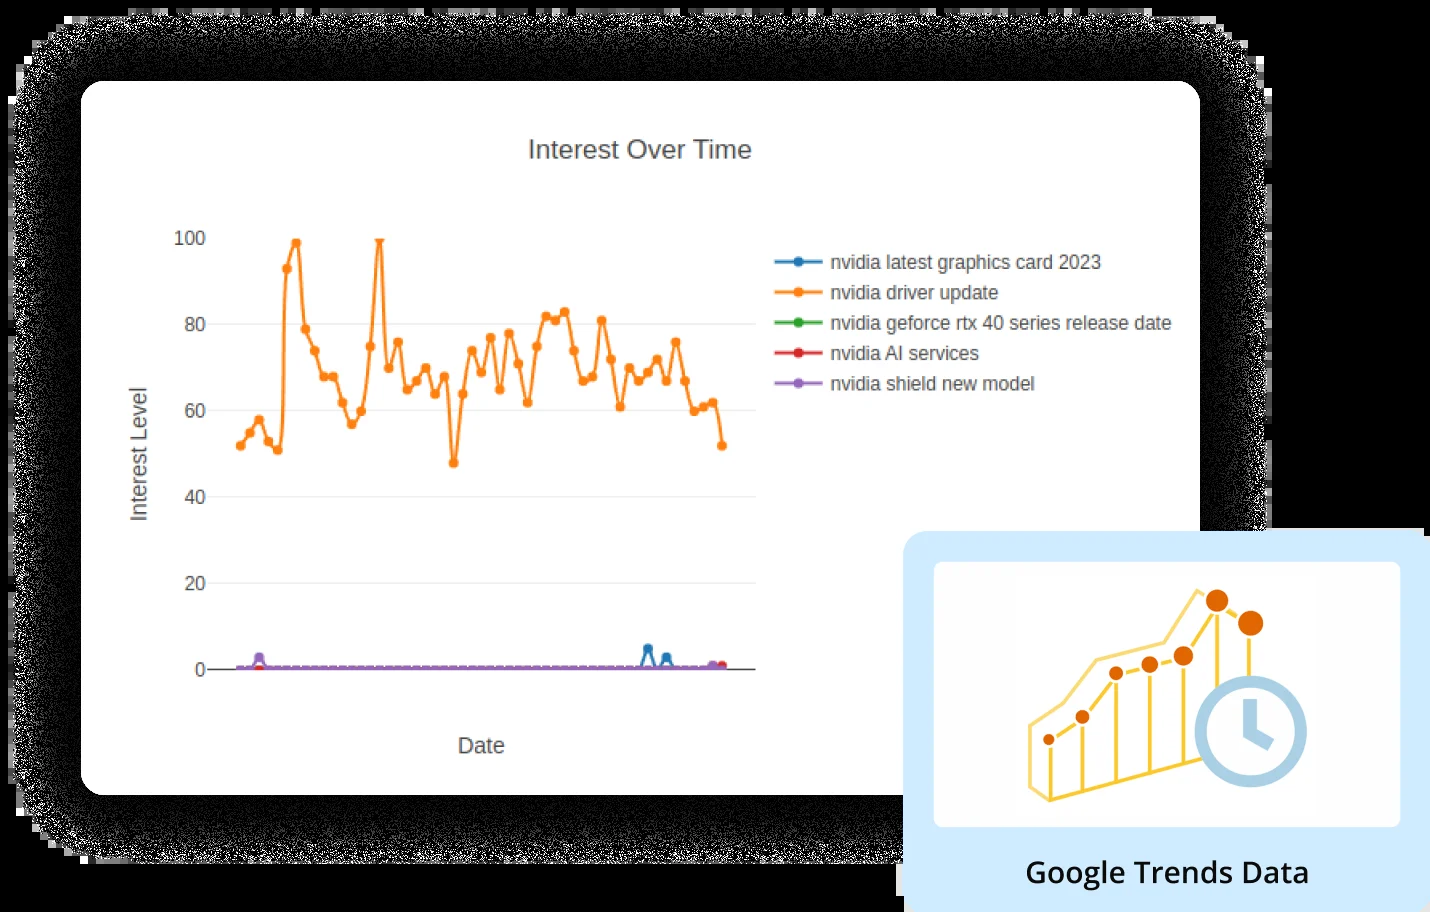 Interest Over Time
100
80
60
40
20
0
Interest Level
Date
nvidia latest graphics card 2023
nvidia driver update
nvidia geforce rtx 40 series release date
nvidia AI services
nvidia shield new model
Google Trends Data